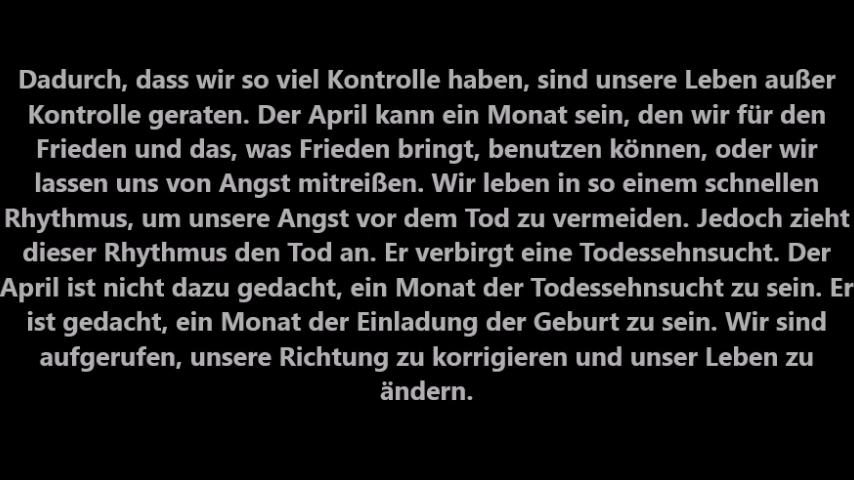 Dadurch, dass wir so viel Kontrolle haben, sind unsere Leben außer
Kontrolle geraten. Der April kann ein Monat sein, den wir für den
Frieden und das, was Frieden bringt, benutzen können, oder wir
lassen uns von Angst mitreißen. Wir leben in so einem schnellen
Rhythmus, um unsere Angst vor dem Tod zu vermeiden. Jedoch zieht
dieser Rhythmus den Tod an. Er verbirgt eine Todessehnsucht. Der
April ist nicht dazu gedacht, ein Monat der Todessehnsucht zu sein. Er
ist gedacht, ein Monat der Einladung der Geburt zu sein. Wir sind
aufgerufen, unsere Richtung zu korrigieren und unser Leben zu
ändern.